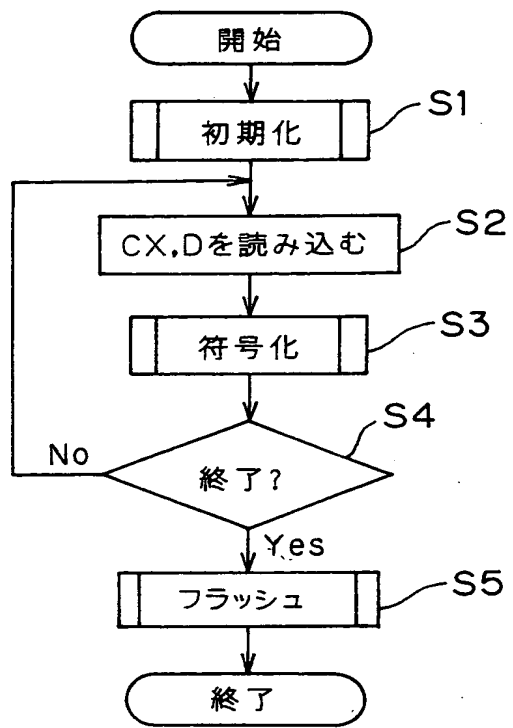 開始
初期化
S1
CX,Dを読み込む
S2
符号化
S3
終了?
S4
No
Yes
フラッシュ
S5
終了